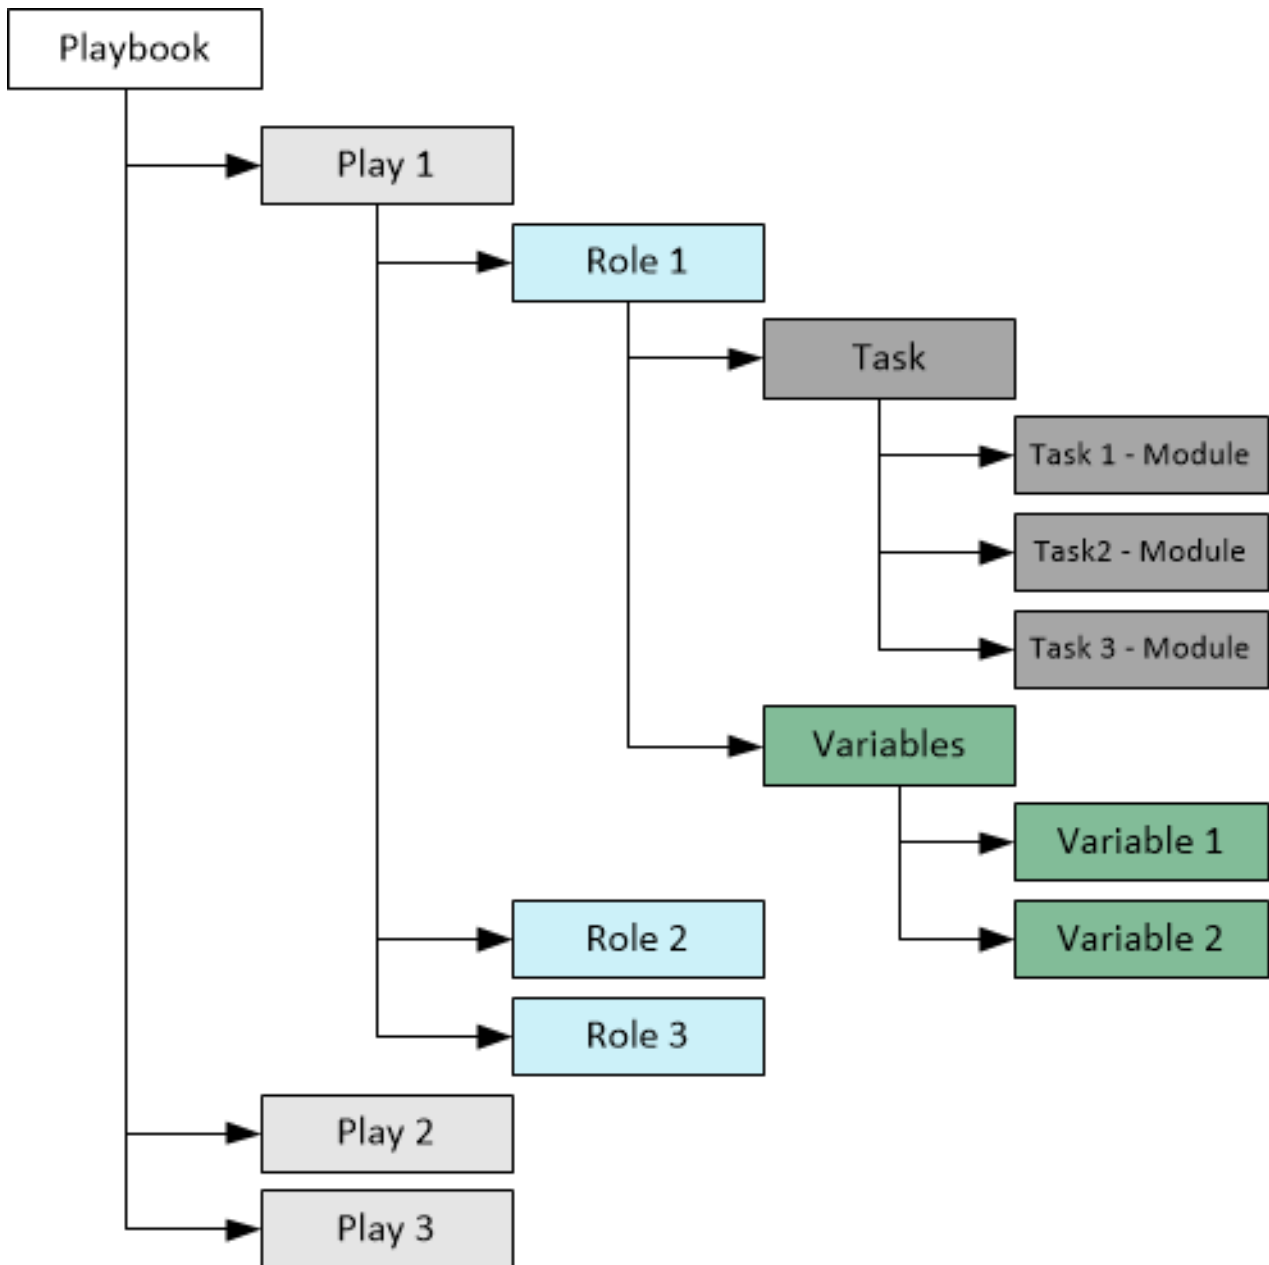 Playbook
Play 1
Role 1
Task
Task 1 - Module
Task2 - Module
Task 3 - Module
Variables
Variable 1
Variable 2
Role 2
Role 3
Play 2
Play 3